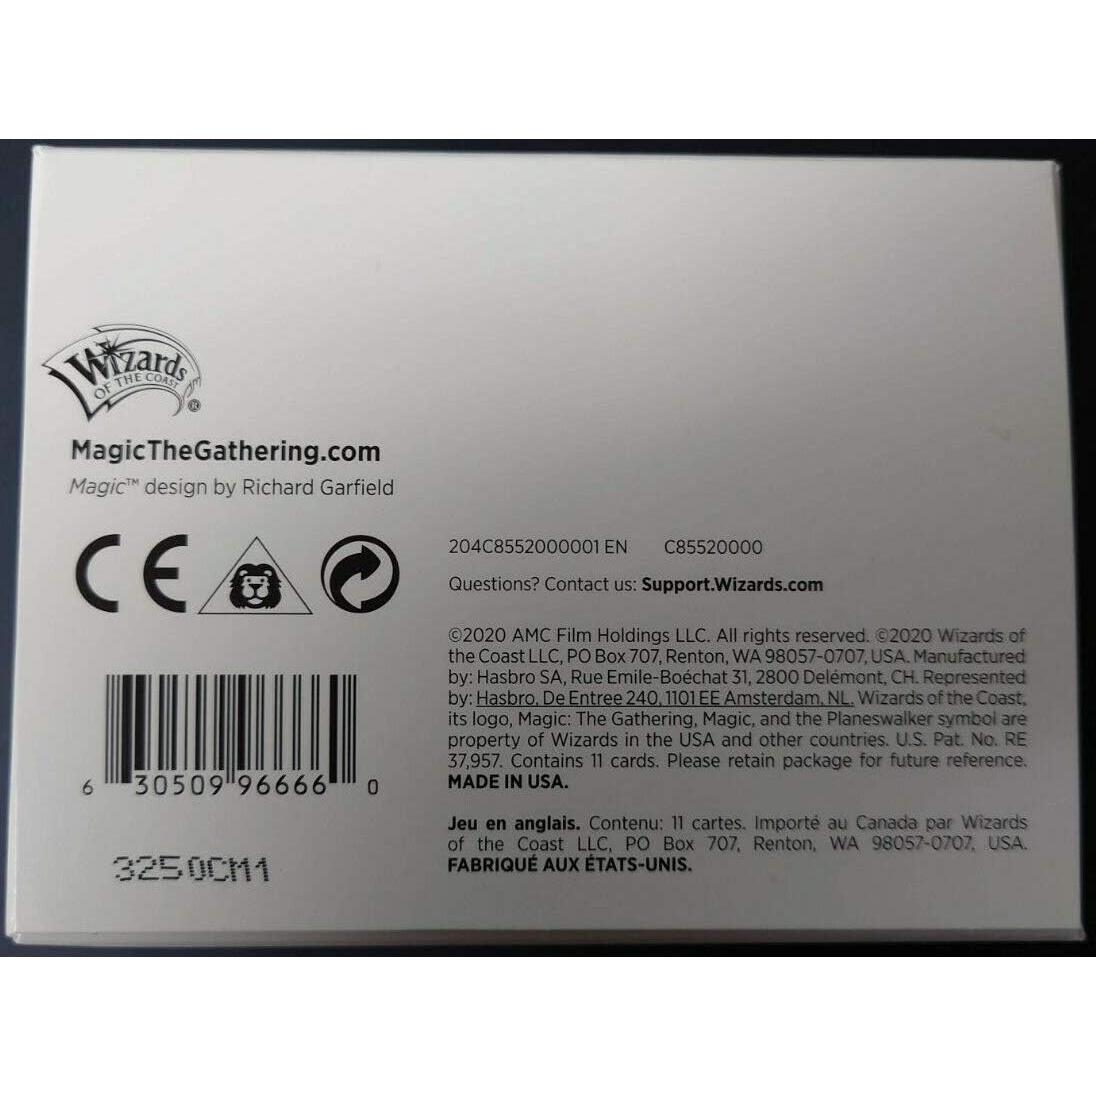 Wizards
OF THE COAST
®
MagicTheGathering.com
Magic™ design by Richard Garfield
CE
204C8552000001 EN C85520000
Questions? Contact us: Support.Wizards.com
©2020 AMC Film Holdings LLC. All rights reserved. ©2020 Wizards of
the Coast LLC, PO Box 707, Renton, WA 98057-0707, USA. Manufactured
by: Hasbro SA, Rue Emile-Boéchat 31, 2800 Delémont, CH. Represented
by: Hasbro, De Entree 240, 1101 EE Amsterdam, NL. Wizards of the Coast,
its logo, Magic: The Gathering, Magic, and the Planeswalker symbol are
property of Wizards in the USA and other countries. U.S. Pat. No. RE
37,957. Contains 11 cards. Please retain package for future reference.
MADE IN USA.
Jeu en anglais. Contenu: 11 cartes. Importé au Canada par Wizards
of the Coast LLC, PO Box 707, Renton, WA 98057-0707, USA.
FABRIQUÉ AUX ÉTATS-UNIS.
6 30509 96666 0
3250CM1